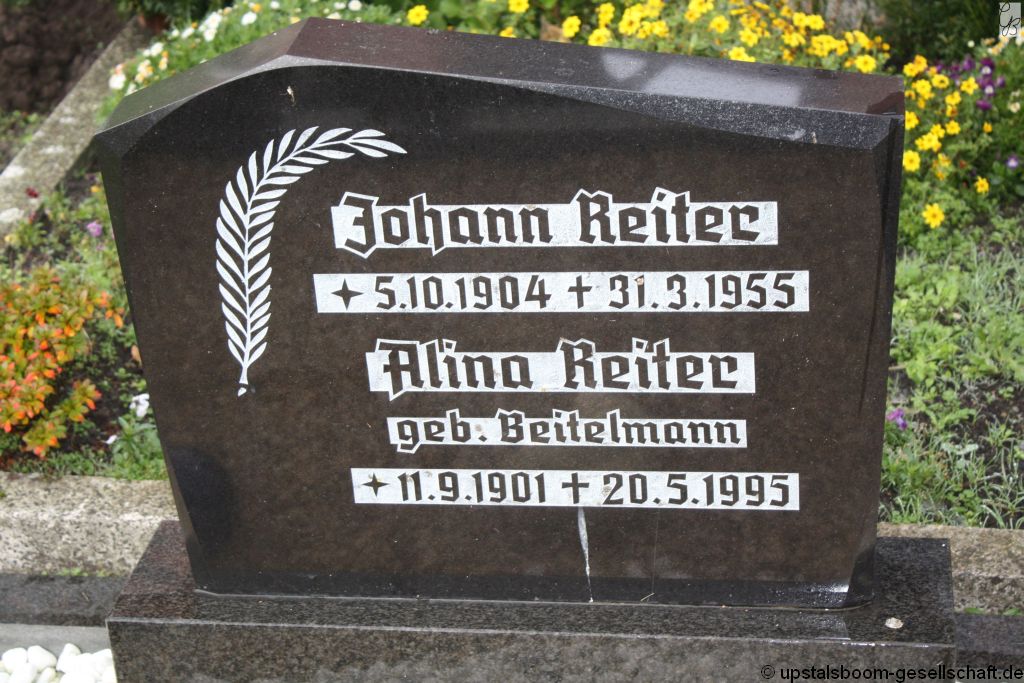 Johann Reiter
✦ 5.10.1904 ✝ 31.3.1955
Alina Reiter
geb. Beitelmann
✦ 11.9.1901 ✝ 20.5.1995
© upstalsboom-gesellschaft.de